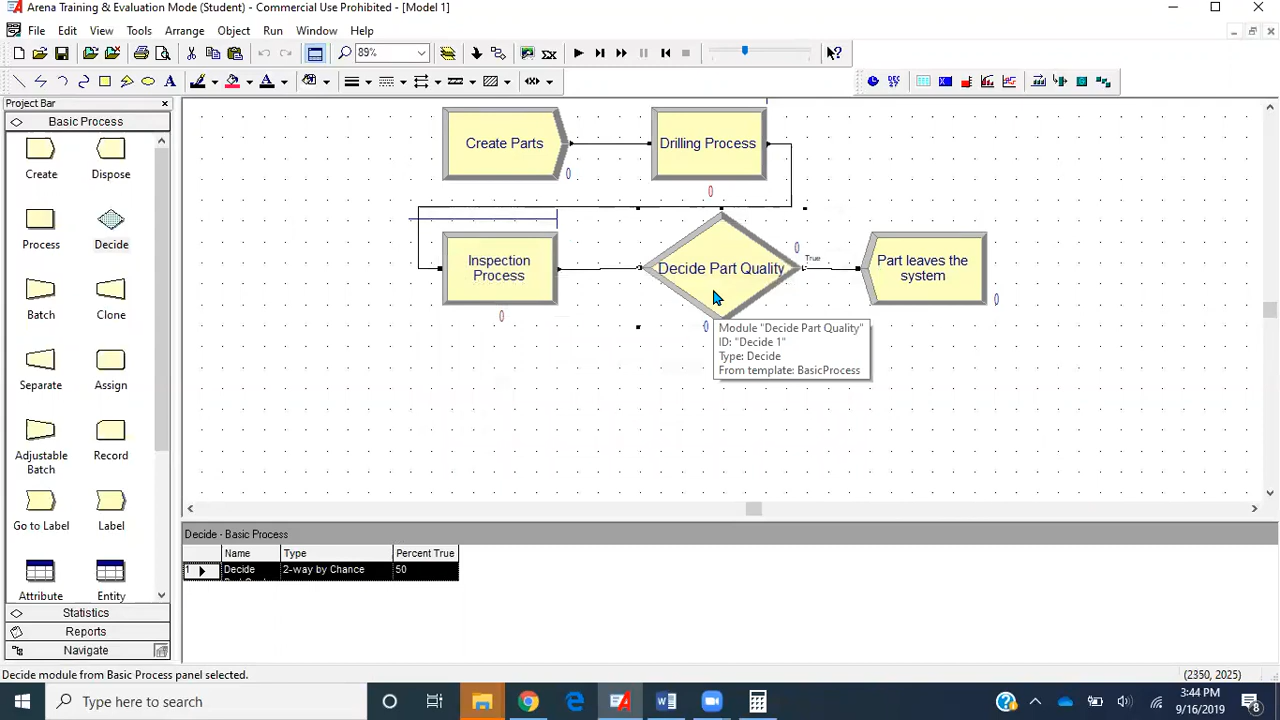 Arena Training & Evaluation Mode (Student) - Commercial Use Prohibited - [Model 1]
File Edit View Tools Arrange Object Run Window Help
89%
Project Bar
Basic Process
Create Dispose
Process Decide
Batch Clone
Separate Assign
Adjustable Batch Record
Go to Label Label
Attribute Entity
Statistics
Reports
Navigate
Create Parts
0
Drilling Process
0
Inspection
Process
0
Decide Part Quality
0
True
0
Part leaves the
system
0
Module "Decide Part Quality"
ID: "Decide 1"
Type: Decide
From template: BasicProcess
Decide - Basic Process
Name Type Percent True
1 Decide 2-way by Chance 50
Decide module from Basic Process panel selected.
(2350, 2025)
Type here to search
3:44 PM
9/16/2019
8